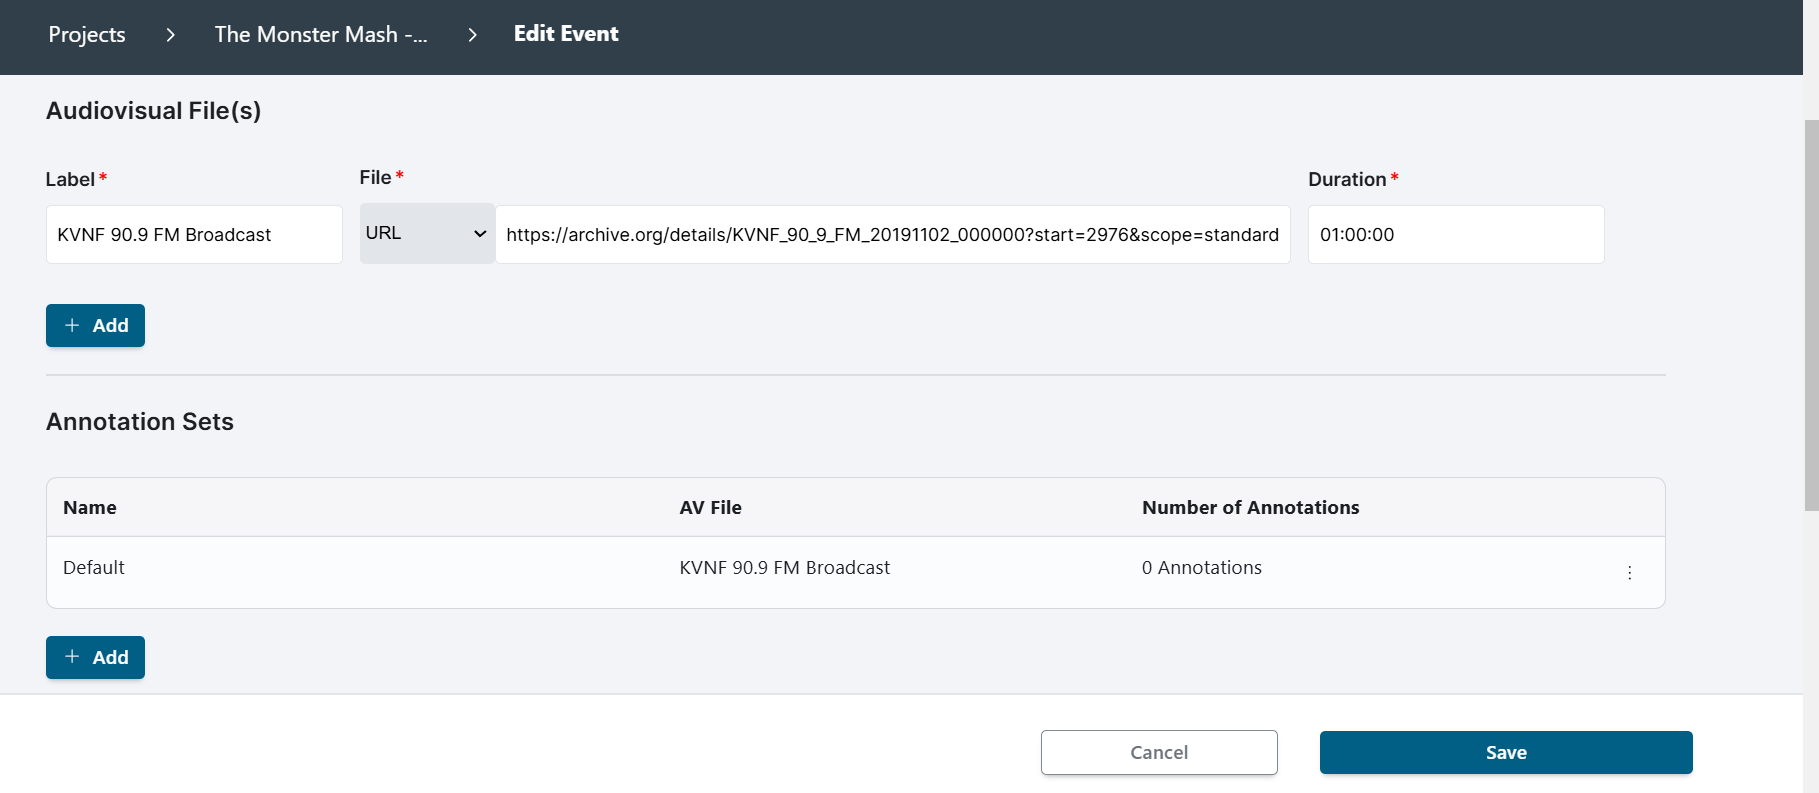 Projects > The Monster Mash -... > Edit Event
Audiovisual File(s)
Label* File* Duration*
KVNF 90.9 FM Broadcast URL https://archive.org/details/KVNF_90_9_FM_20191102_000000?start=2976&scope=standard 01:00:00
+ Add
Annotation Sets
Name AV File Number of Annotations
Default KVNF 90.9 FM Broadcast 0 Annotations
+ Add
Cancel Save